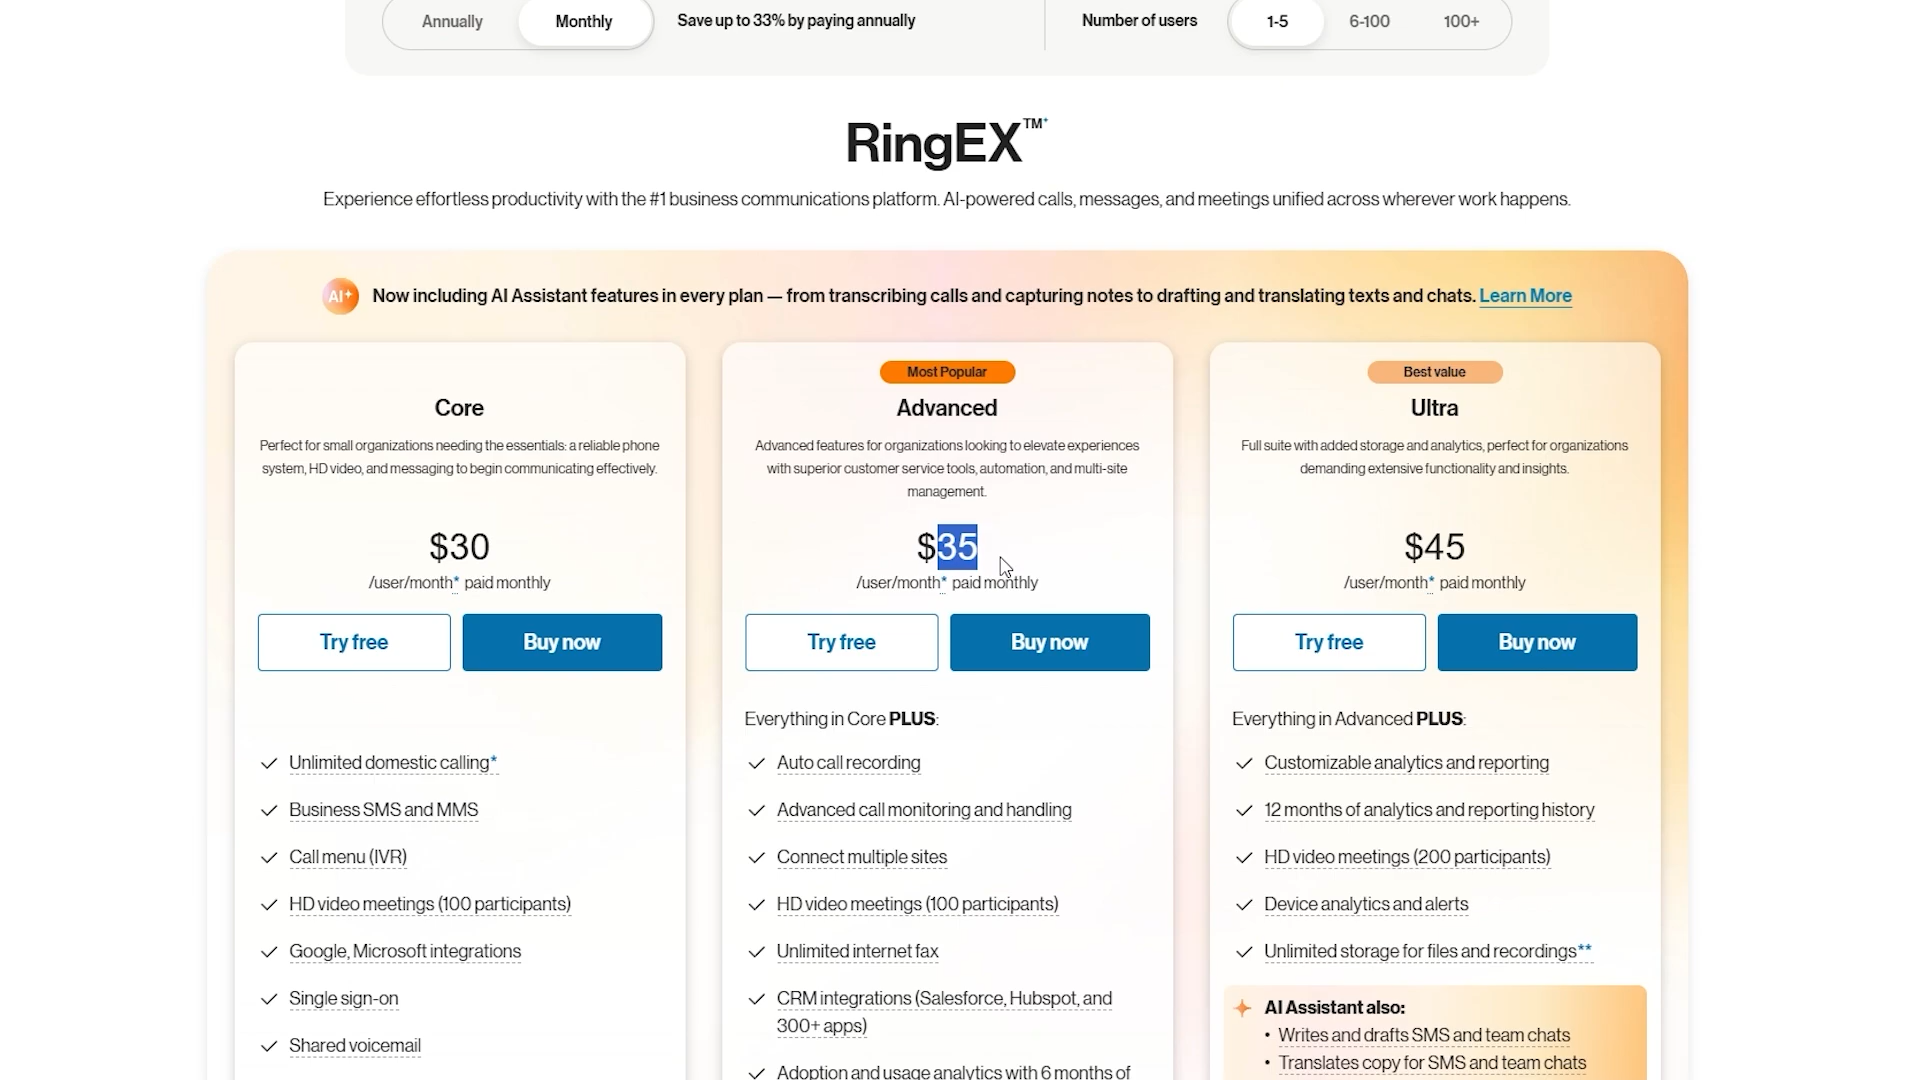 Annually
Monthly
Save up to 33% by paying annually
Number of users
1-5
6-100
100+
RingEX™*
Experience effortless productivity with the #1 business communications platform. AI-powered calls, messages, and meetings unified across wherever work happens.
AI+ Now including AI Assistant features in every plan — from transcribing calls and capturing notes to drafting and translating texts and chats. Learn More
Core
Perfect for small organizations needing the essentials: a reliable phone
system, HD video, and messaging to begin communicating effectively.
$30
/user/month* paid monthly
Try free
Buy now
Unlimited domestic calling*
Business SMS and MMS
Call menu (IVR)
HD video meetings (100 participants)
Google, Microsoft integrations
Single sign-on
Shared voicemail
Most Popular
Advanced
Advanced features for organizations looking to elevate experiences
with superior customer service tools, automation, and multi-site
management.
$35
/user/month* paid monthly
Try free
Buy now
Everything in Core PLUS:
Auto call recording
Advanced call monitoring and handling
Connect multiple sites
HD video meetings (100 participants)
Unlimited internet fax
CRM integrations (Salesforce, Hubspot, and
300+ apps)
Adoption and usage analytics with 6 months of
Best value
Ultra
Full suite with added storage and analytics, perfect for organizations
demanding extensive functionality and insights.
$45
/user/month* paid monthly
Try free
Buy now
Everything in Advanced PLUS:
Customizable analytics and reporting
12 months of analytics and reporting history
HD video meetings (200 participants)
Device analytics and alerts
Unlimited storage for files and recordings**
AI Assistant also:
• Writes and drafts SMS and team chats
• Translates copy for SMS and team chats